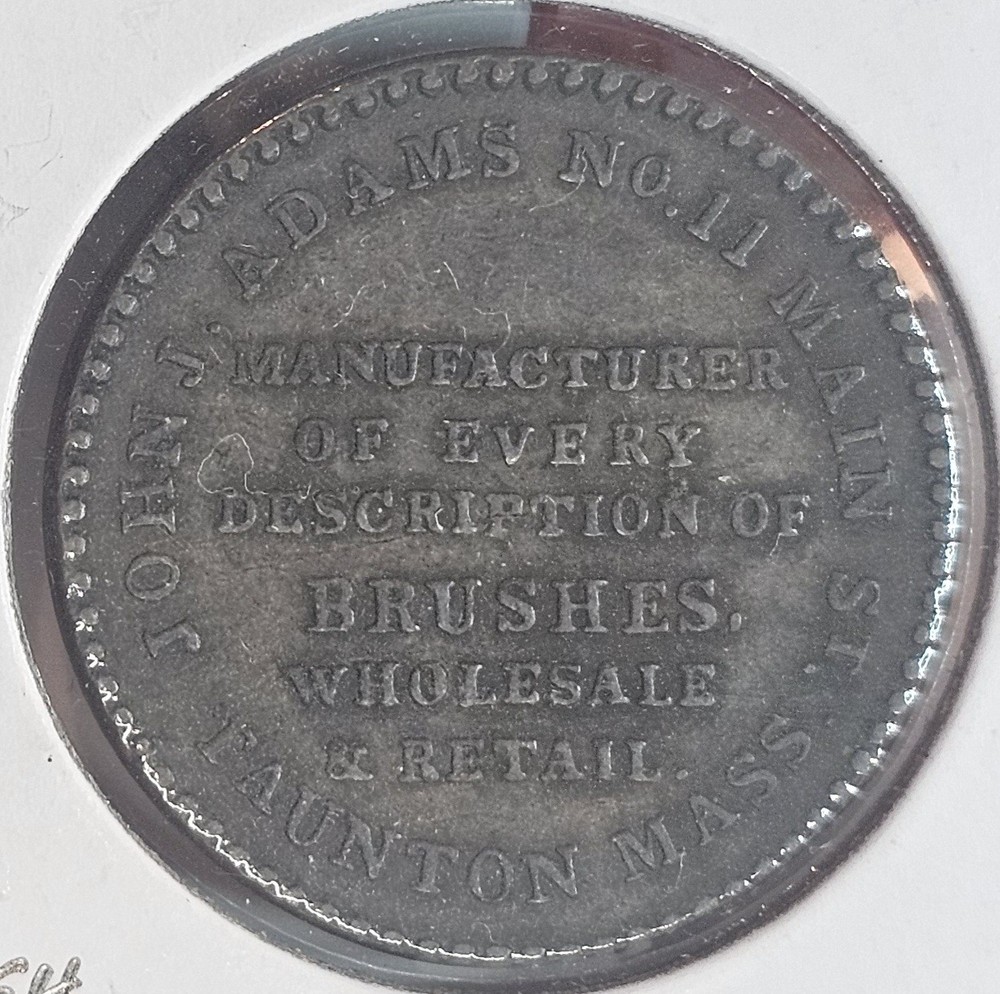 JOHN J. ADAMS NO. 11 MAIN ST.
TAUNTON MASS
MANUFACTURER
OF EVERY
DESCRIPTION OF
BRUSHES.
WHOLESALE
& RETAIL.